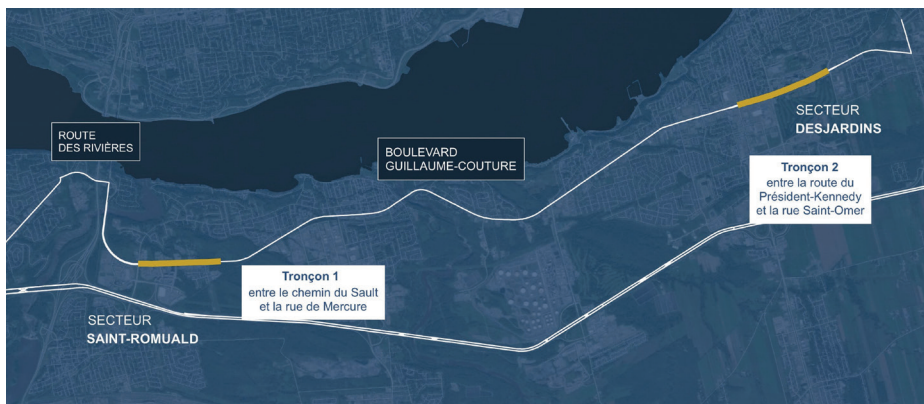 ROUTE
DES RIVIÈRES
BOULEVARD
GUILLAUME-COUTURE
SECTEUR
DESJARDINS
Tronçon 2
entre la route du
Président-Kennedy
et la rue Saint-Omer
Tronçon 1
entre le chemin du Sault
et la rue de Mercure
SECTEUR
SAINT-ROMUALD